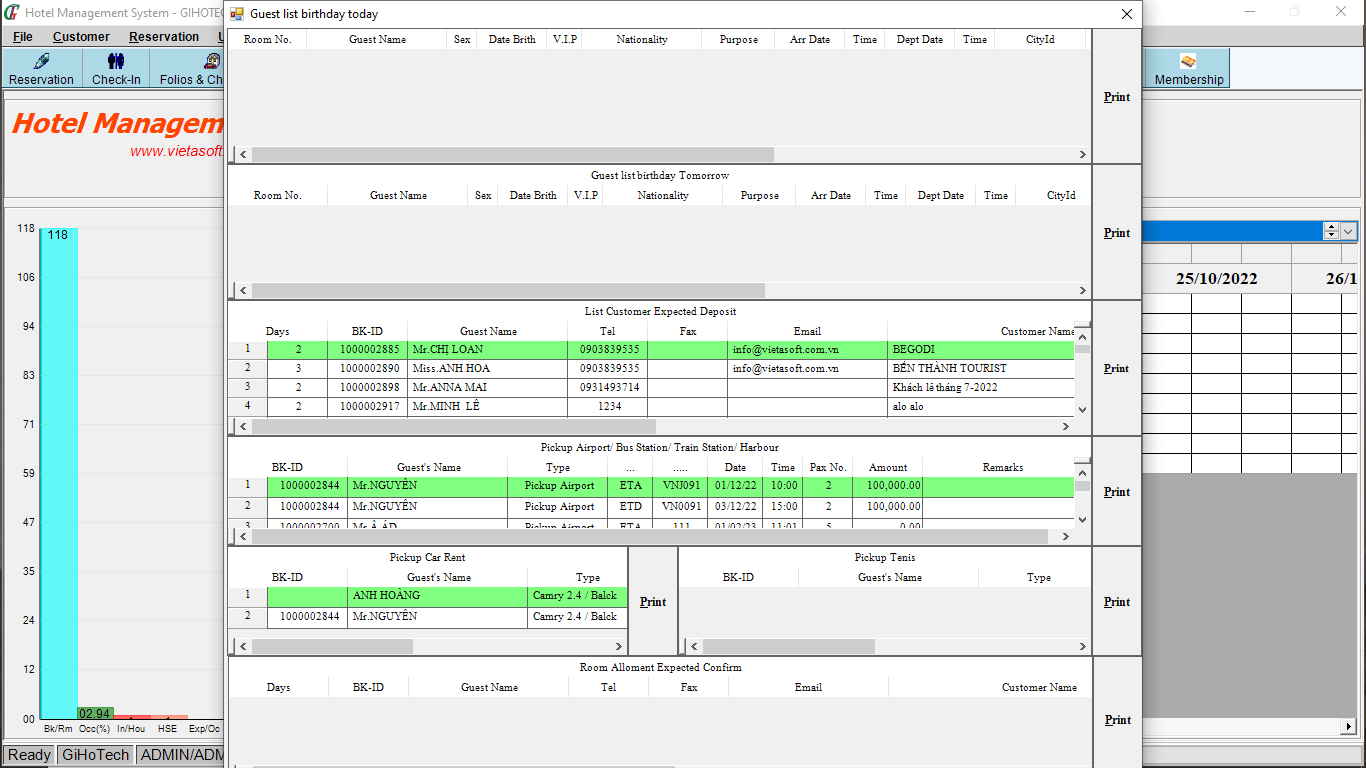 Hotel Management System - GIHOTEC
Guest list birthday today
File Customer Reservation
Reservation Check-In Folios & Ch
Membership
Hotel Managem
www.vietasoft.
Room No. Guest Name Sex Date Brith V.I.P Nationality Purpose Arr Date Time Dept Date Time CityId
Print
Guest list birthday Tomorrow
Room No. Guest Name Sex Date Brith V.I.P Nationality Purpose Arr Date Time Dept Date Time CityId
Print
List Customer Expected Deposit
Days BK-ID Guest Name Tel Fax Email Customer Name
1 2 1000002885 Mr.CHỊ LOAN 0903839535 info@vietasoft.com.vn BEGODI
2 3 1000002890 Miss.ANH HOA 0903839535 info@vietasoft.com.vn BẾN THÀNH TOURIST
3 2 1000002898 Mr.ANNA MAI 0931493714 Khách lẻ tháng 7-2022
4 2 1000002917 Mr.MINH LÊ 1234 alo alo
Print
Pickup Airport/ Bus Station/ Train Station/ Harbour
BK-ID Guest's Name Type ... ..... Date Time Pax No. Amount Remarks
1 1000002844 Mr.NGUYÊN Pickup Airport ETA VNJ091 01/12/22 10:00 2 100,000.00
2 1000002844 Mr.NGUYÊN Pickup Airport ETD VN0091 03/12/22 15:00 2 100,000.00
3 1000002700 Pickup Airport ETA 111 01/02/23 11:01 5 0.00
Print
Pickup Car Rent
BK-ID Guest's Name Type
1 ANH HOÀNG Camry 2.4 / Balck
2 1000002844 Mr.NGUYÊN Camry 2.4 / Balck
Print
Pickup Tenis
BK-ID Guest's Name Type
Print
Room Alloment Expected Confirm
Days BK-ID Guest Name Tel Fax Email Customer Name
Print
25/10/2022 26/1
118
118
106
94
83
71
59
47
35
24
12
00
02.94
Bk/Rm Occ(%) In/Hou HSE Exp/Oc
Ready GiHoTech ADMIN/ADM